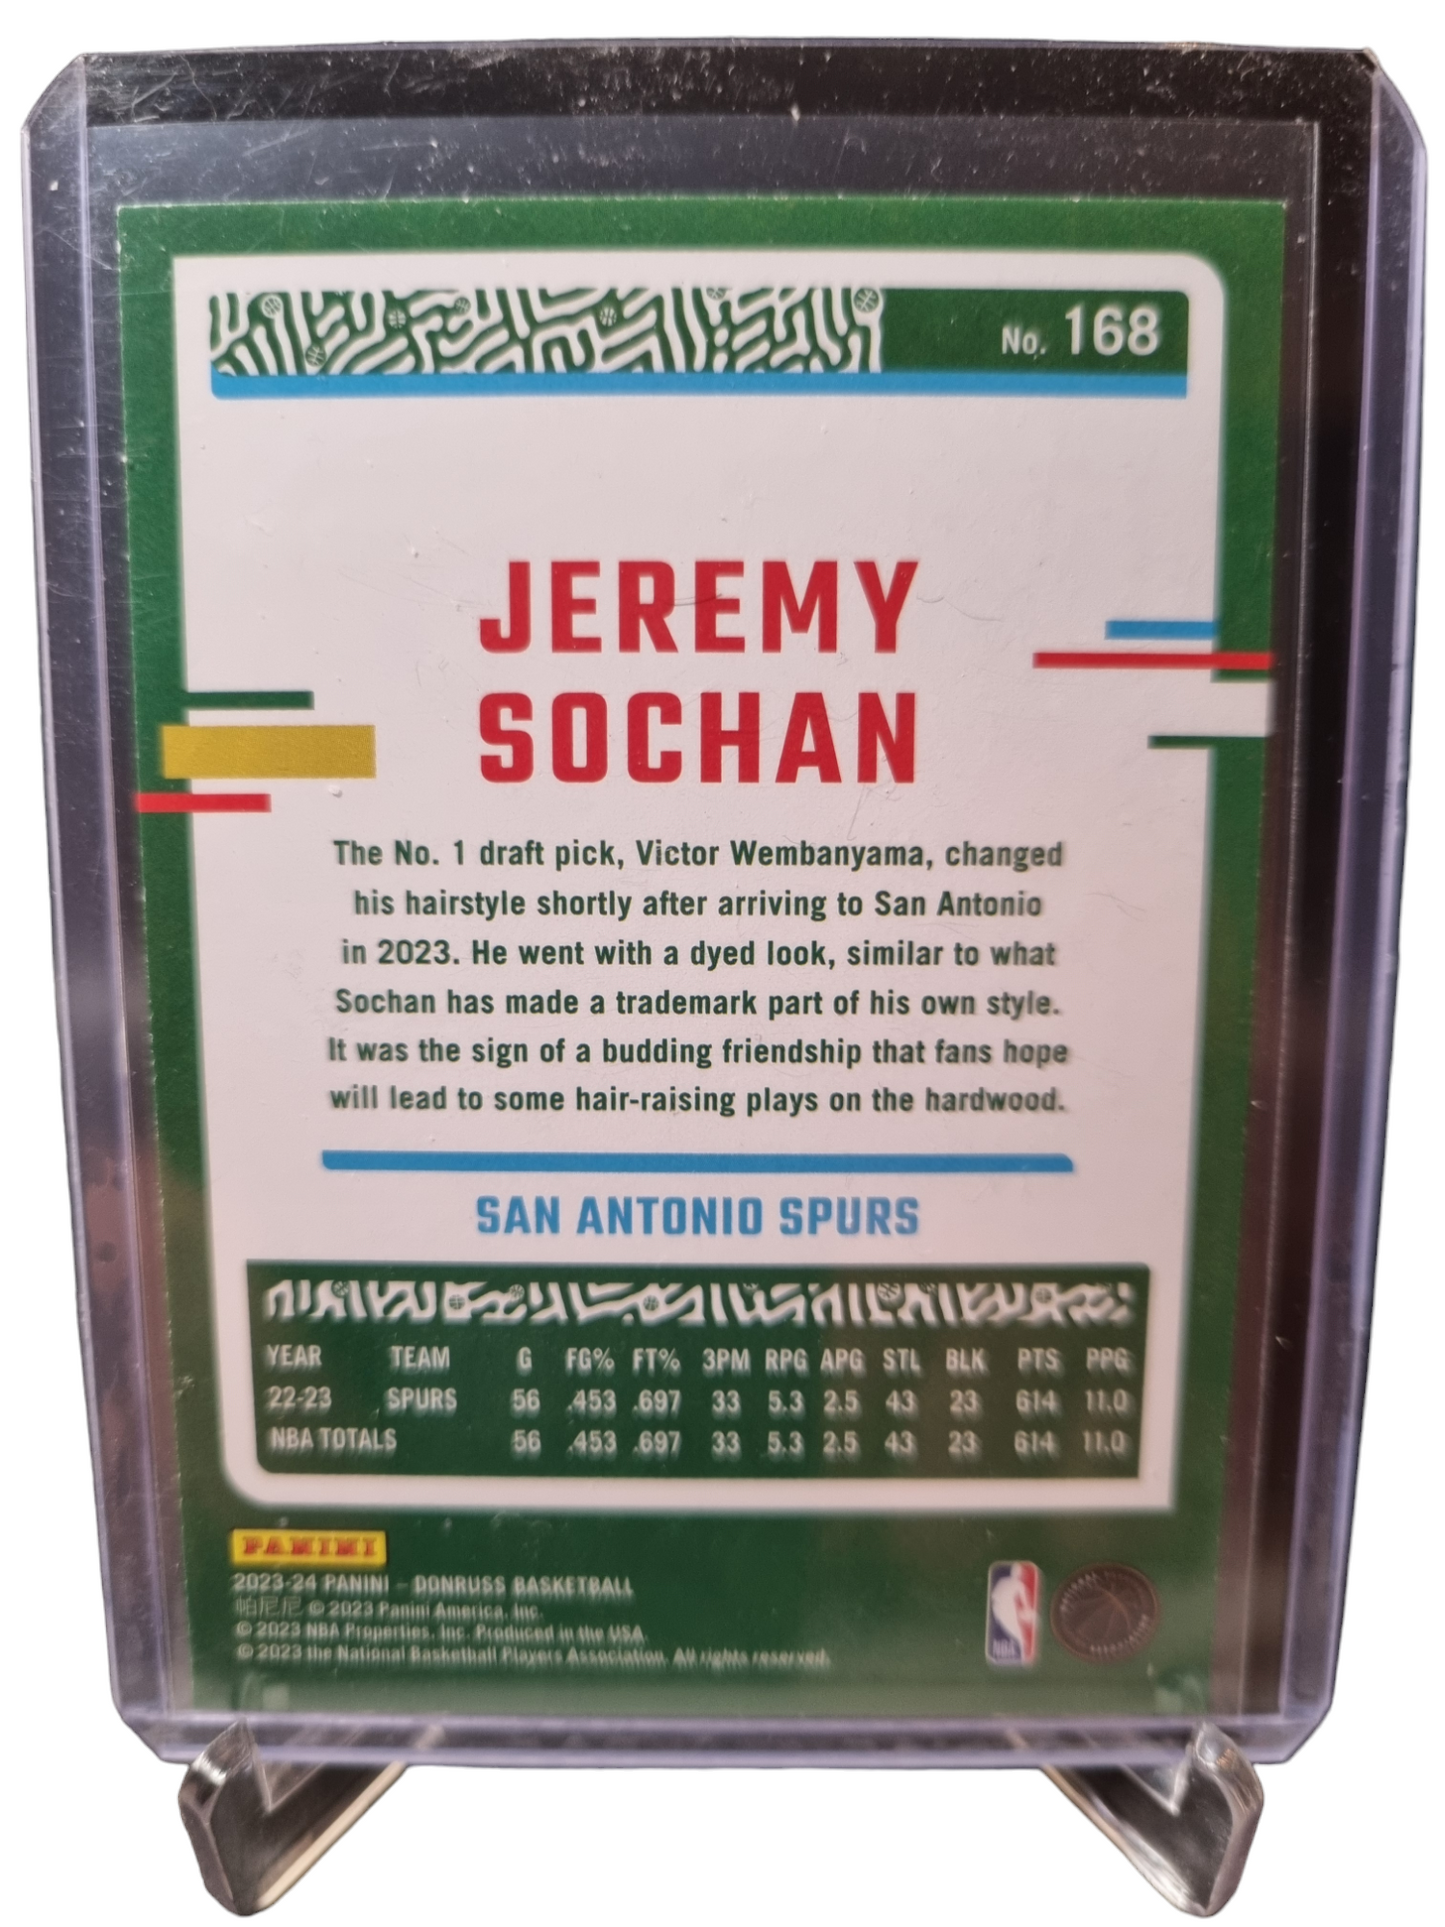 No. 168
JEREMY
SOCHAN
The No. 1 draft pick, Victor Wembanyama, changed
his hairstyle shortly after arriving to San Antonio
in 2023. He went with a dyed look, similar to what
Sochan has made a trademark part of his own style.
It was the sign of a budding friendship that fans hope
will lead to some hair-raising plays on the hardwood.
SAN ANTONIO SPURS
YEAR TEAM G FG% FT% 3PM RPG APG STL BLK PTS PPG
22-23 SPURS 56 .453 .697 33 5.3 2.5 43 23 614 11.0
NBA TOTALS 56 .453 .697 33 5.3 2.5 43 23 614 11.0
PANINI
2023-24 PANINI – DONRUSS BASKETBALL
帕尼尼 © 2023 Panini America, Inc.
© 2023 NBA Properties, Inc. Produced in the USA.
© 2023 the National Basketball Players Association. All rights reserved.
NBA